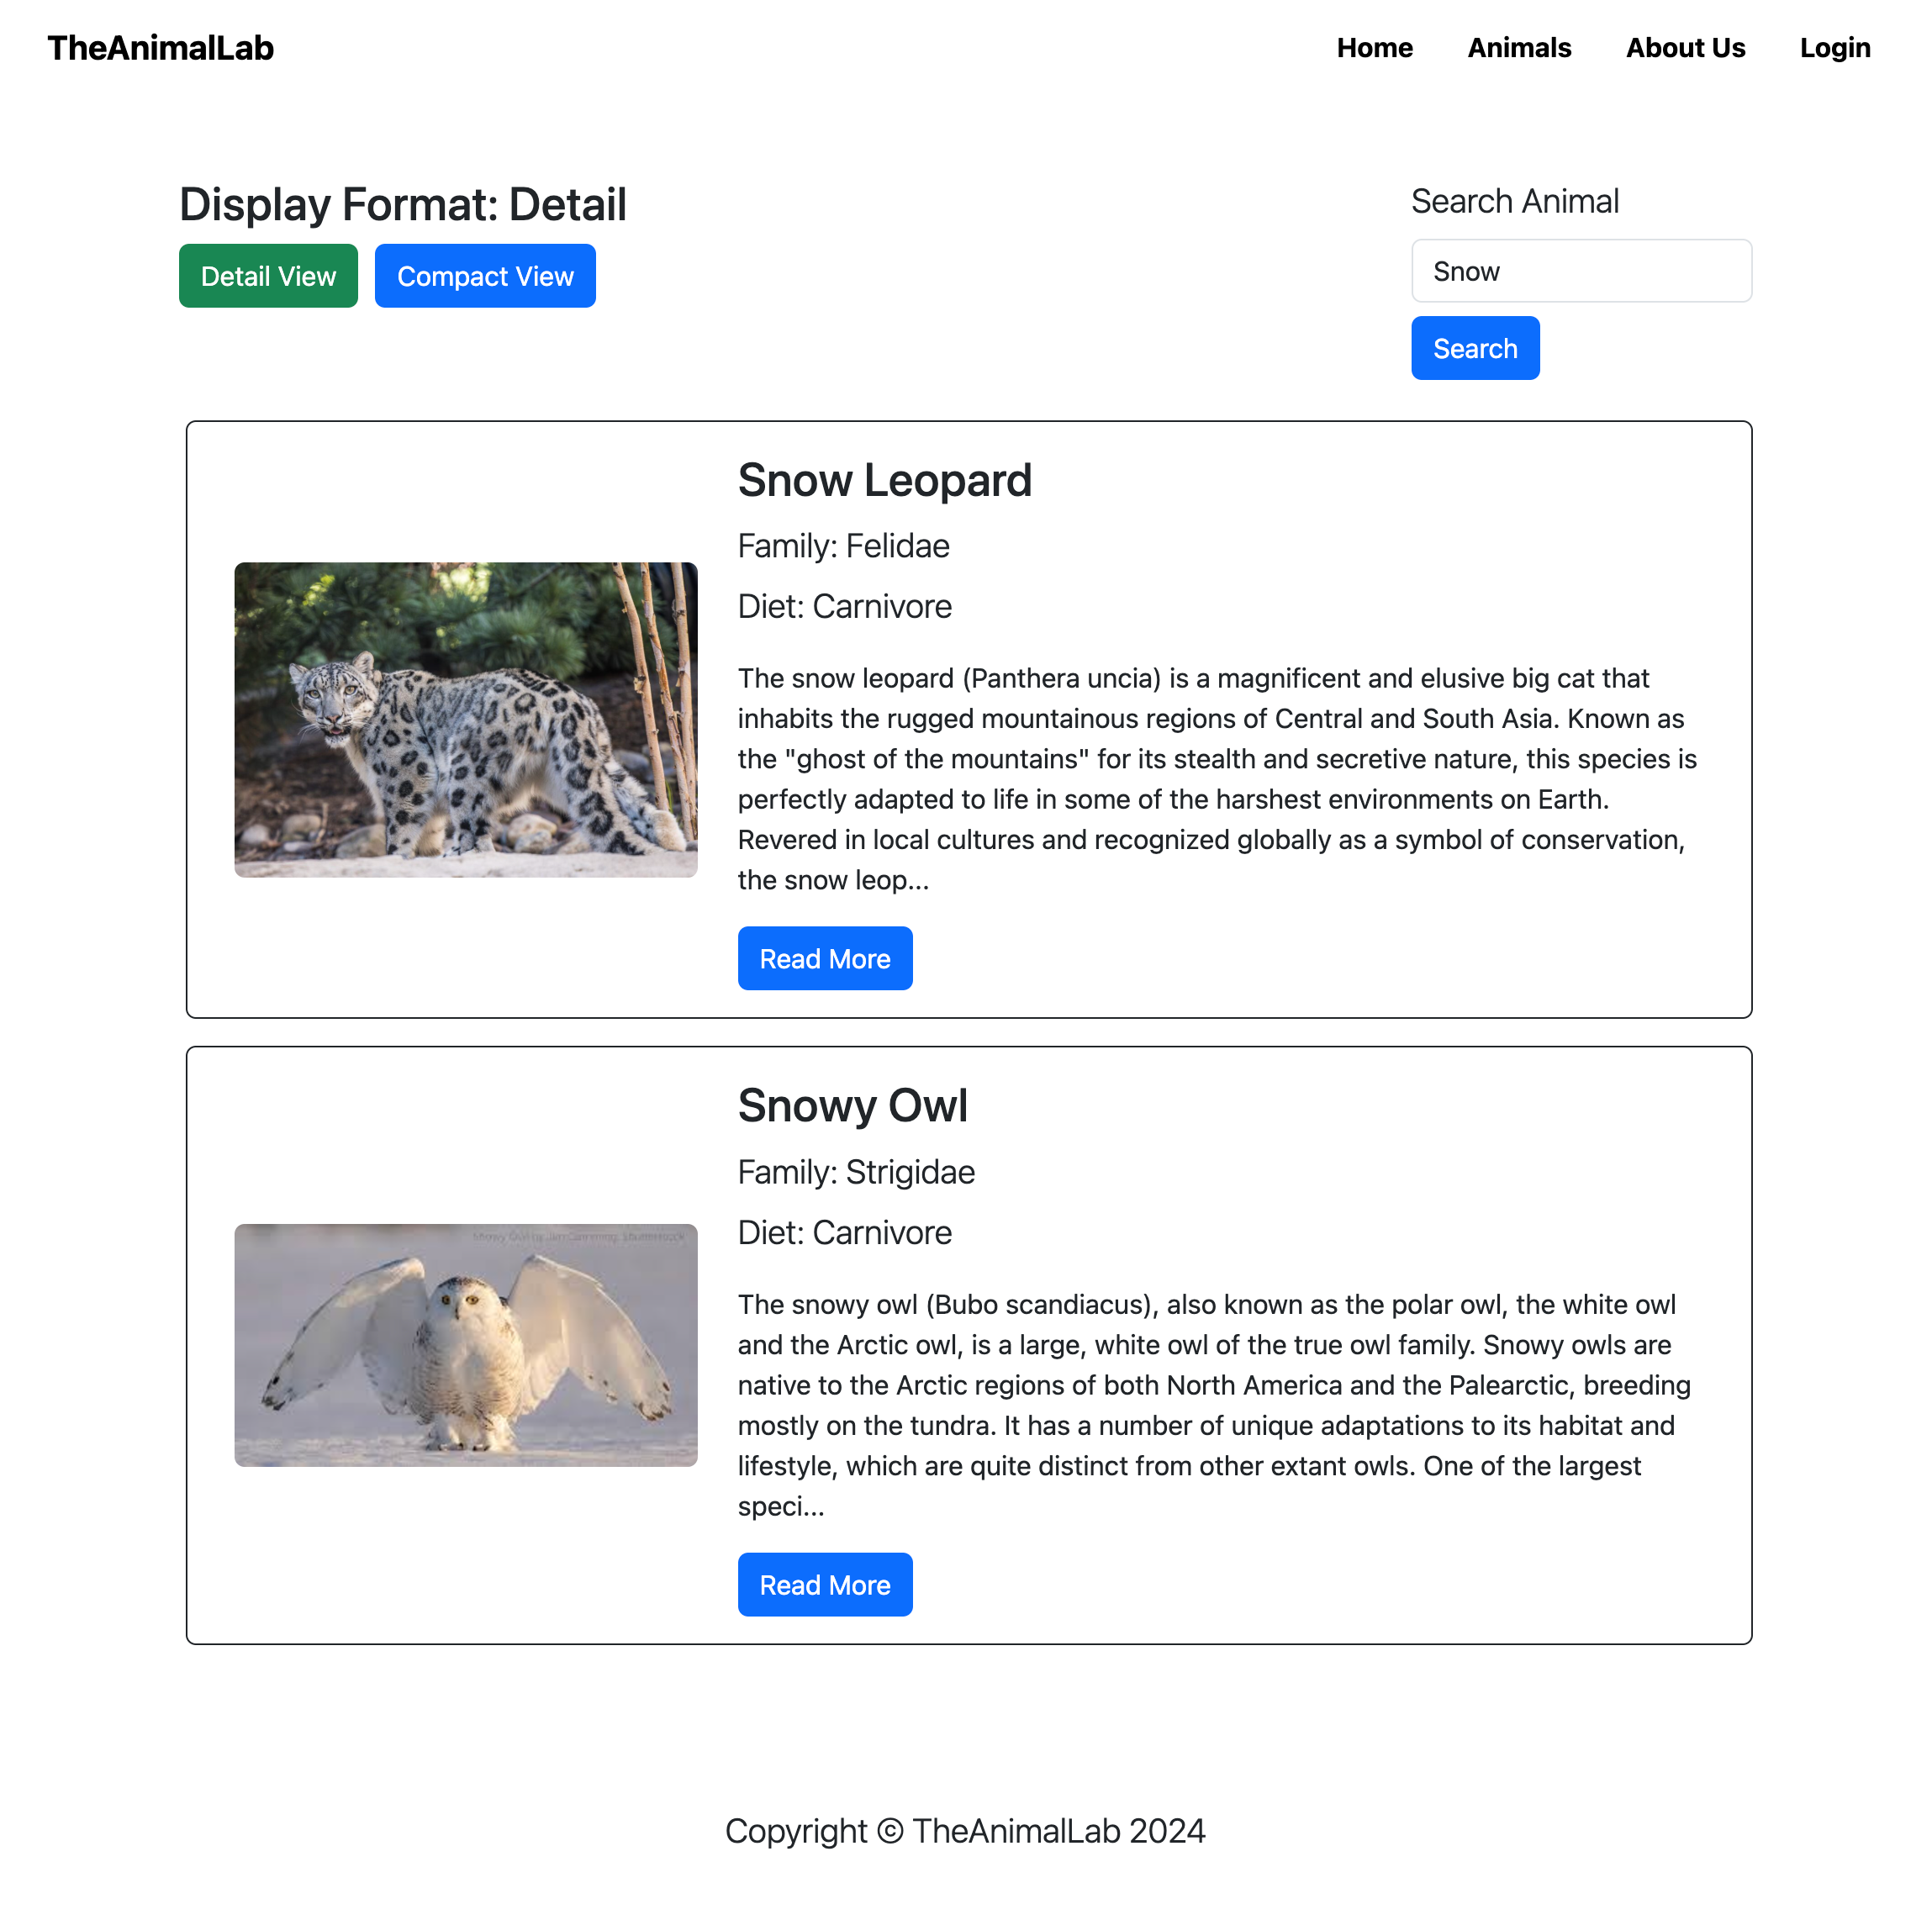 TheAnimalLab
Home Animals About Us Login
Display Format: Detail
Detail View Compact View
Search Animal
Snow
Search
Snow Leopard
Family: Felidae
Diet: Carnivore
The snow leopard (Panthera uncia) is a magnificent and elusive big cat that
inhabits the rugged mountainous regions of Central and South Asia. Known as
the "ghost of the mountains" for its stealth and secretive nature, this species is
perfectly adapted to life in some of the harshest environments on Earth.
Revered in local cultures and recognized globally as a symbol of conservation,
the snow leop...
Read More
Snowy Owl
Family: Strigidae
Diet: Carnivore
The snowy owl (Bubo scandiacus), also known as the polar owl, the white owl
and the Arctic owl, is a large, white owl of the true owl family. Snowy owls are
native to the Arctic regions of both North America and the Palearctic, breeding
mostly on the tundra. It has a number of unique adaptations to its habitat and
lifestyle, which are quite distinct from other extant owls. One of the largest
speci...
Read More
Copyright © TheAnimalLab 2024